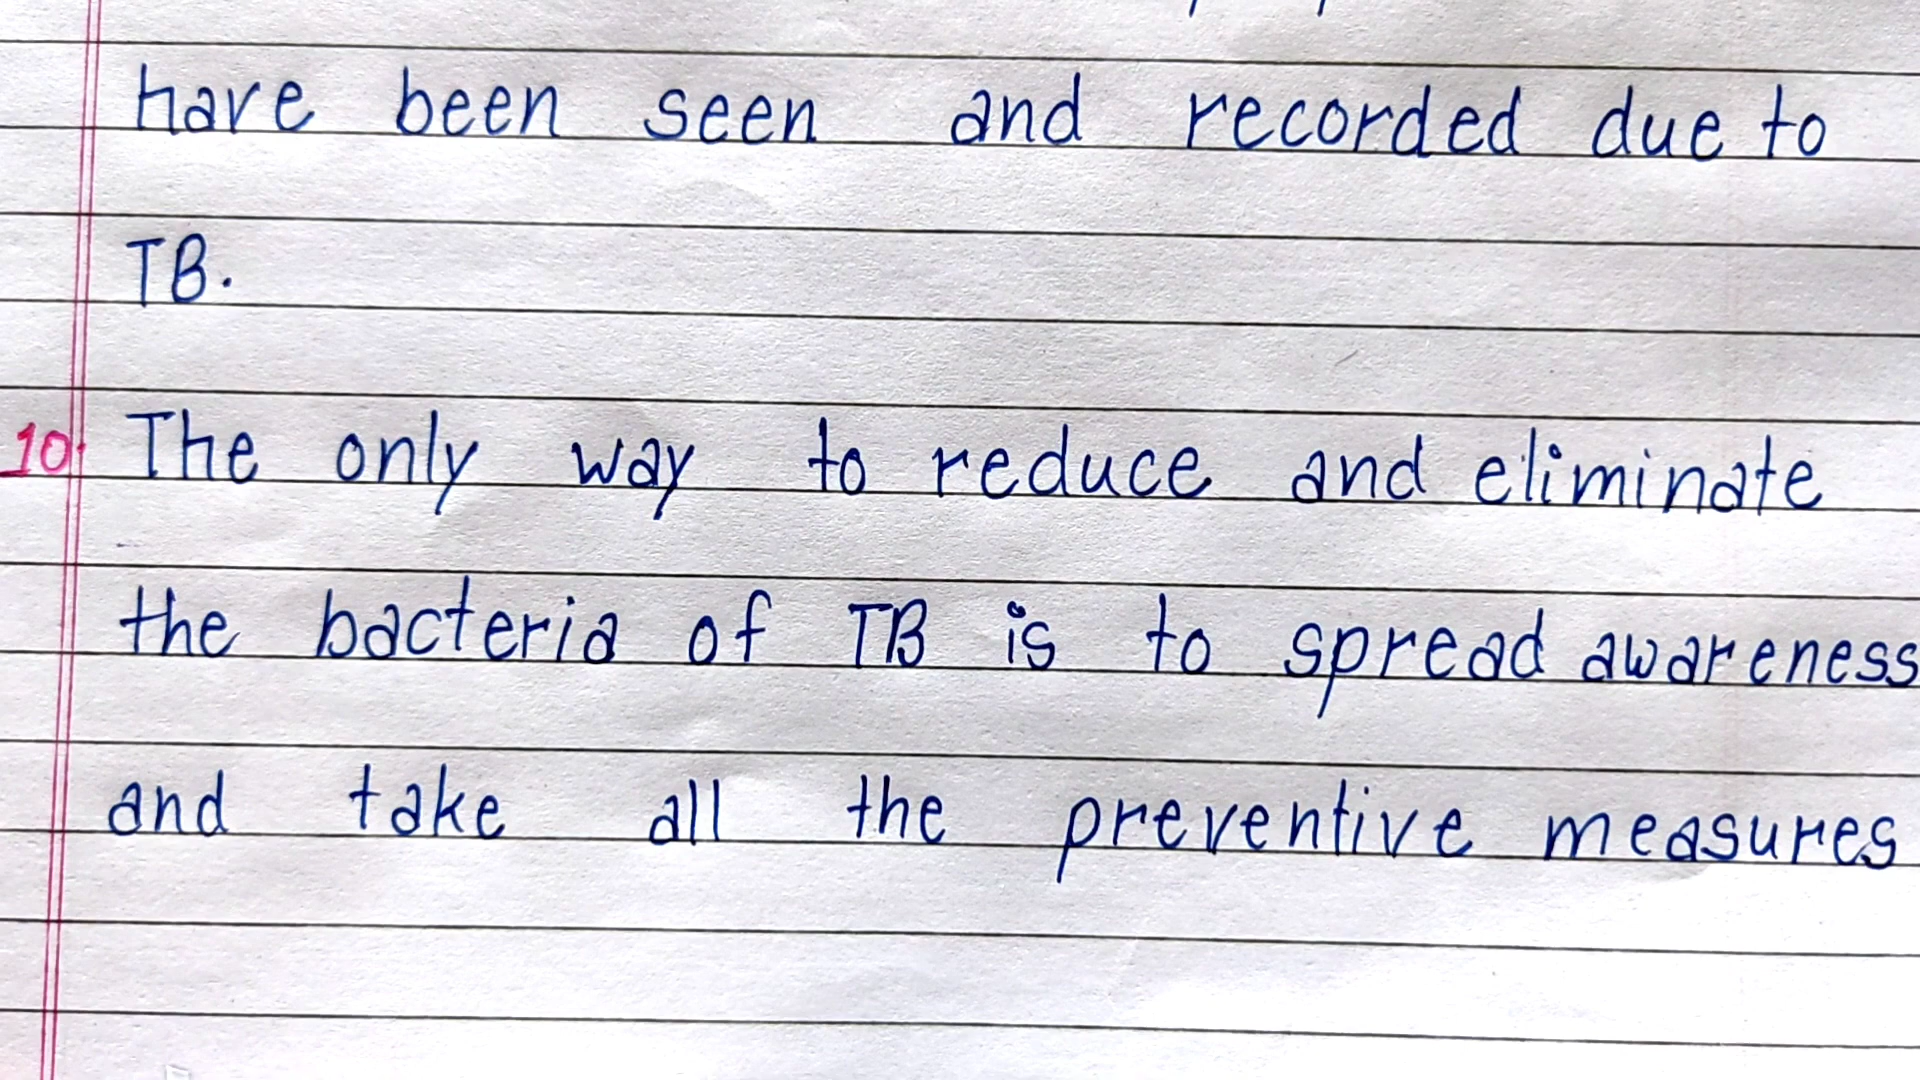 have been seen and recorded due to
TB.
10. The only way to reduce and eliminate
the bacteria of TB is to spread awareness
and take all the preventive measures